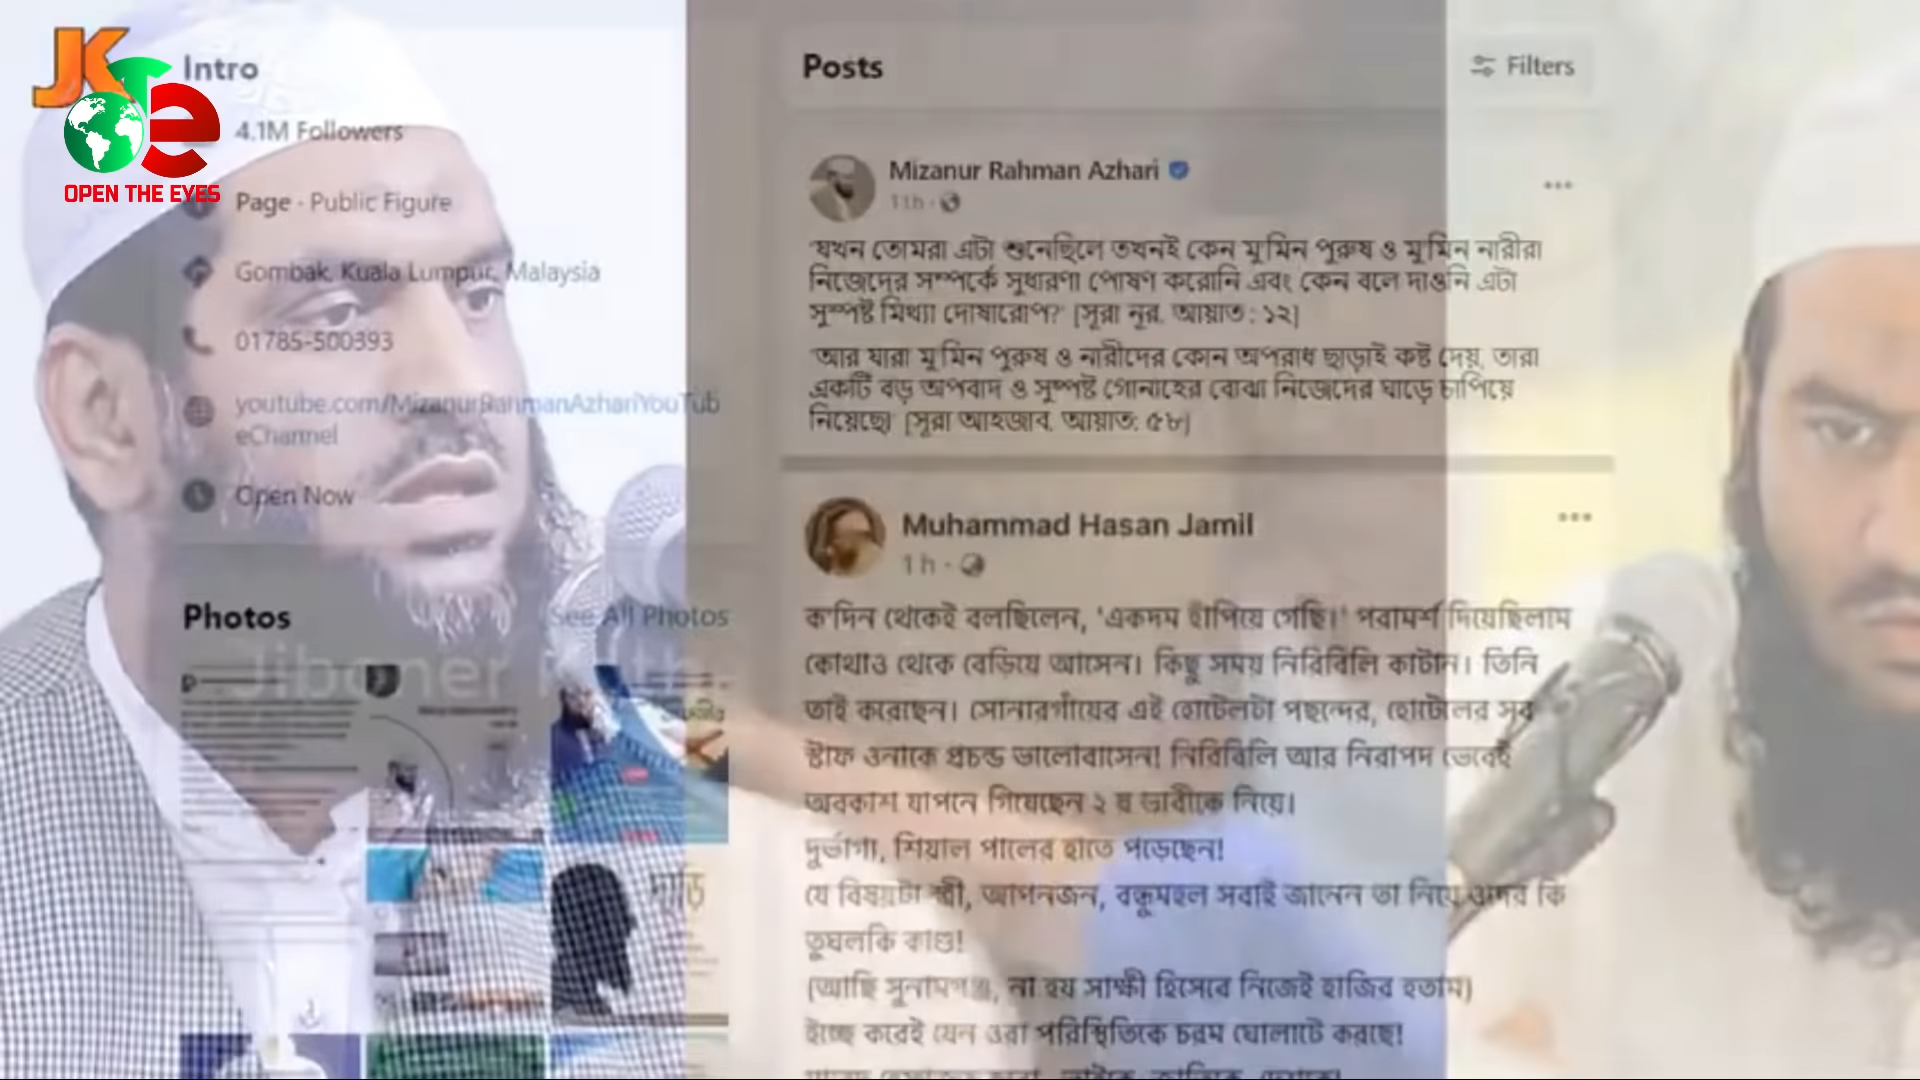 JK
Te
OPEN THE EYES
Intro
4.1M Followers
Page · Public Figure
Gombak, Kuala Lumpur, Malaysia
01785-500393
youtube.com/MizanurRahmanAzhariYouTub
eChannel
Open Now
Photos
See All Photos
Jiboner
Posts
Filters
Mizanur Rahman Azhari
11h ·
'যখন তোমরা এটা শুনেছিলে তখনই কেন মু'মিন পুরুষ ও মু'মিন নারীরা
নিজেদের সম্পর্কে সুধারণা পোষণ করোনি এবং কেন বলে দাওনি এটা
সুস্পষ্ট মিথ্যা দোষারোপ?' [সূরা নূর, আয়াত : ১২]
'আর যারা মু'মিন পুরুষ ও নারীদের কোন অপরাধ ছাড়াই কষ্ট দেয়, তারা
একটি বড় অপবাদ ও সুস্পষ্ট গোনাহের বোঝা নিজেদের ঘাড়ে চাপিয়ে
নিয়েছে।' [সূরা আহজাব, আয়াত: ৫৮]
Muhammad Hasan Jamil
1 h ·
ক'দিন থেকেই বলছিলেন, 'একদম হাঁপিয়ে গেছি।' পরামর্শ দিয়েছিলাম
কোথাও থেকে বেড়িয়ে আসেন। কিছু সময় নিরিবিলি কাটান। তিনি
তাই করেছেন। সোনারগাঁয়ের এই হোটেলটা পছন্দের, হোটেলের সব
ষ্টাফ ওনাকে প্রচন্ড ভালোবাসেন! নিরিবিলি আর নিরাপদ ভেবেই
অবকাশ যাপনে গিয়েছেন ২ য় ভাবীকে নিয়ে।
দুর্ভাগ্য, শিয়াল পালের হাতে পড়েছেন!
যে বিষয়টা স্ত্রী, আপনজন, বন্ধুমহল সবাই জানেন তা নিয়ে ওদের কি
তুঘলকি কাণ্ড!
(আছি সুনামগঞ্জ, না হয় সাক্ষী হিসেবে নিজেই হাজির হতাম)
ইচ্ছে করেই যেন ওরা পরিস্থিতিকে চরম ঘোলাটে করছে!